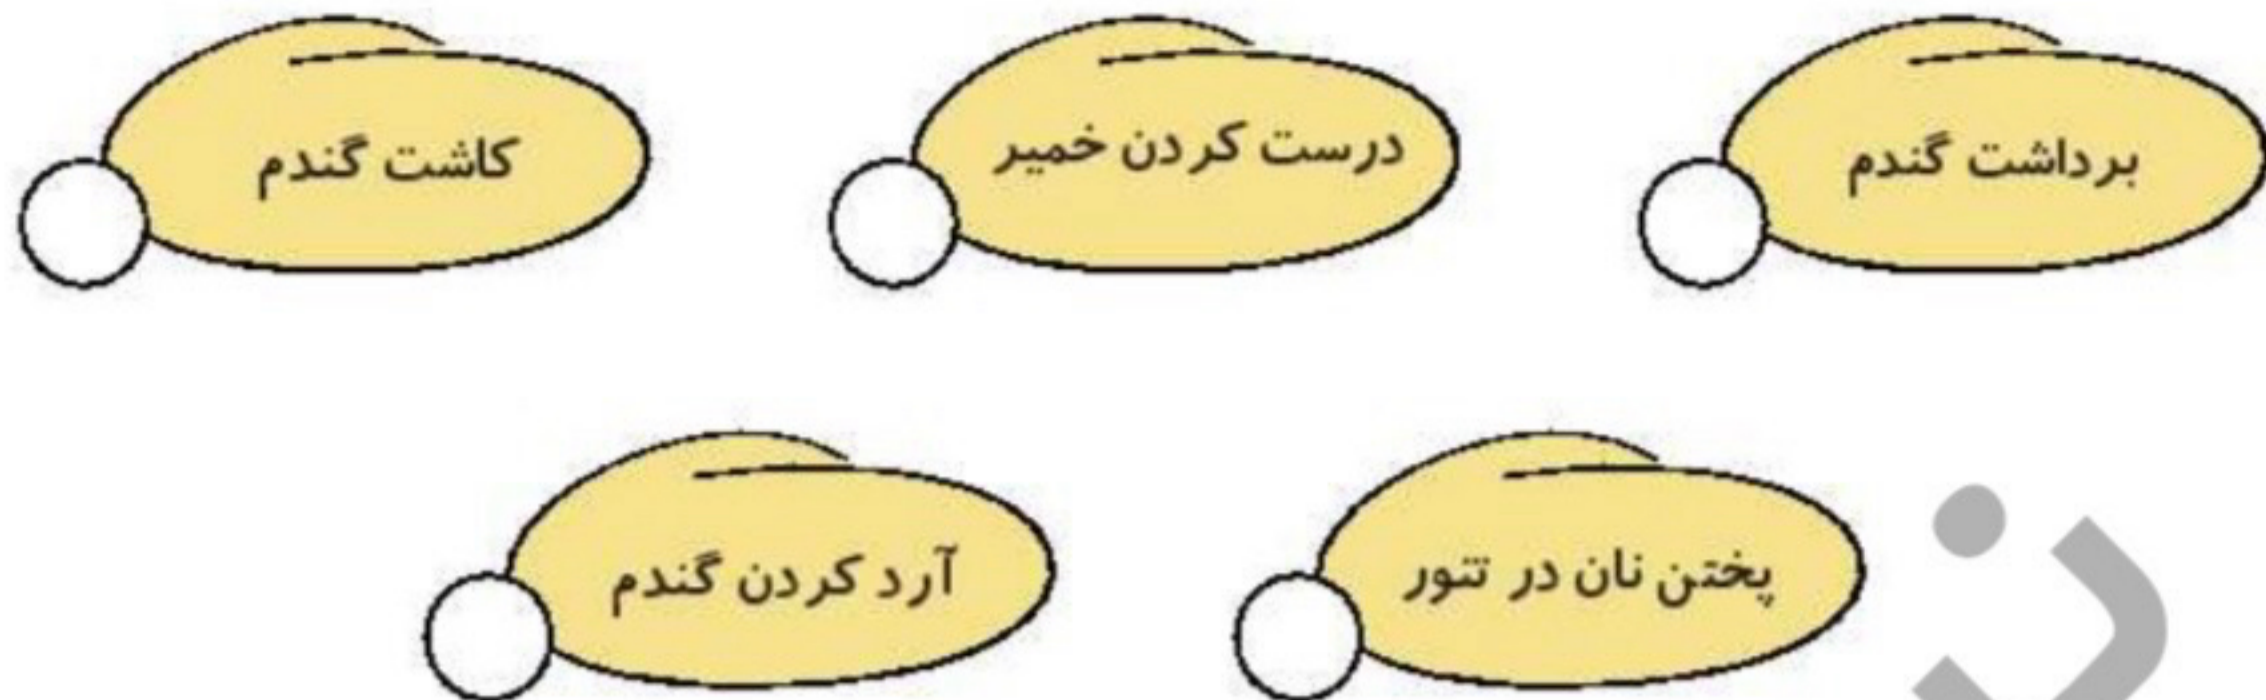 برداشت گندم
درست کردن خمیر
کاشت گندم
پختن نان در تنور
آرد کردن گندم